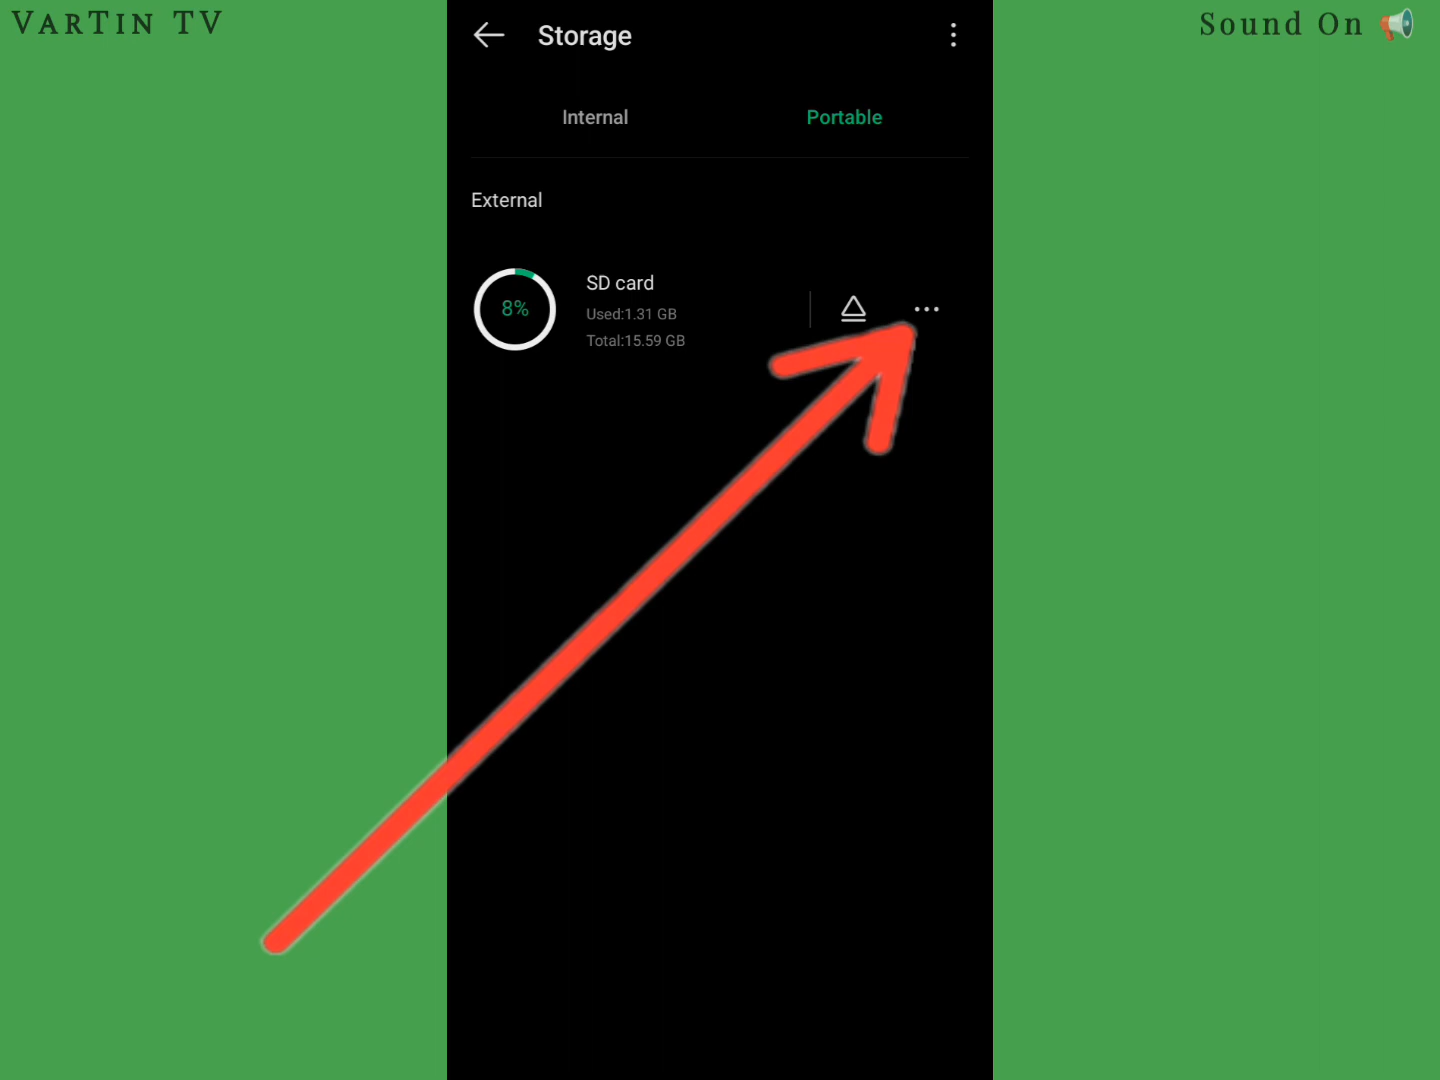 VARTIN TV
Sound On
Storage
Internal
Portable
External
8%
SD card
Used:1.31 GB
Total:15.59 GB